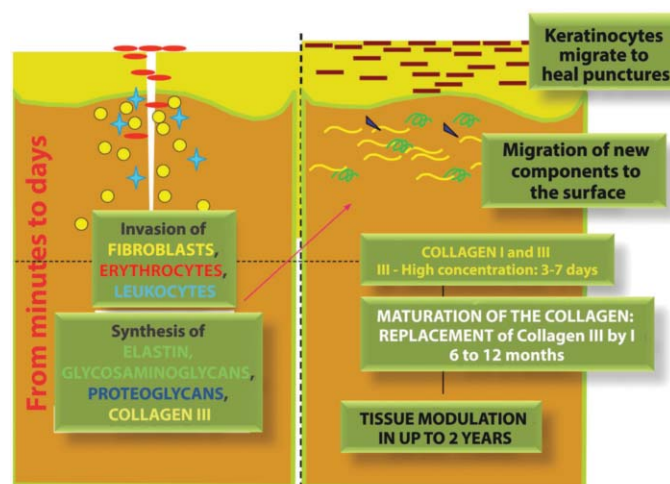 From minutes to days
Invasion of
FIBROBLASTS,
ERYTHROCYTES,
LEUKOCYTES
Synthesis of
ELASTIN,
GLYCOSAMINOGLYCANS,
PROTEOGLYCANS,
COLLAGEN III
Keratinocytes
migrate to
heal punctures
Migration of new
components to
the surface
COLLAGEN I and III
III - High concentration: 3-7 days
MATURATION OF THE COLLAGEN:
REPLACEMENT of Collagen III by I
6 to 12 months
TISSUE MODULATION
IN UP TO 2 YEARS